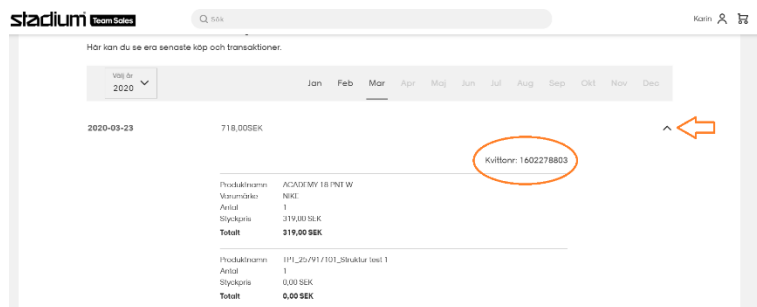 stadium Team Sales
Sök
Karin
Här kan du se era senaste köp och transaktioner.
Välj år
2020
Jan Feb Mar Apr Maj Jun Jul Aug Sep Okt Nov Dec
2020-03-23 718,00SEK
Kvittonr: 1602278803
Produktnamn ACADEMY 18 PNT W
Varumärke NIKE
Antal 1
Styckpris 319,00 SEK
Totalt 319,00 SEK
Produktnamn TPT_257917101_Struktur test 1
Antal 1
Styckpris 0,00 SEK
Totalt 0,00 SEK